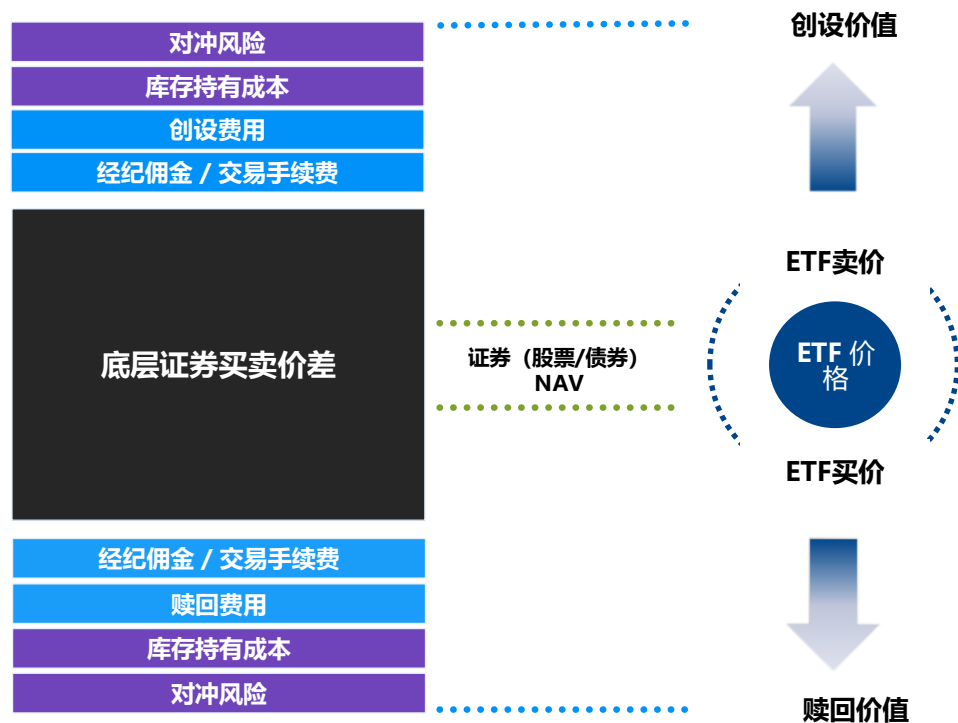 对冲风险
库存持有成本
创设费用
经纪佣金 / 交易手续费
底层证券买卖价差
经纪佣金 / 交易手续费
赎回费用
库存持有成本
对冲风险
证券（股票/债券）
NAV
创设价值
ETF卖价
ETF 价
格
ETF买价
赎回价值